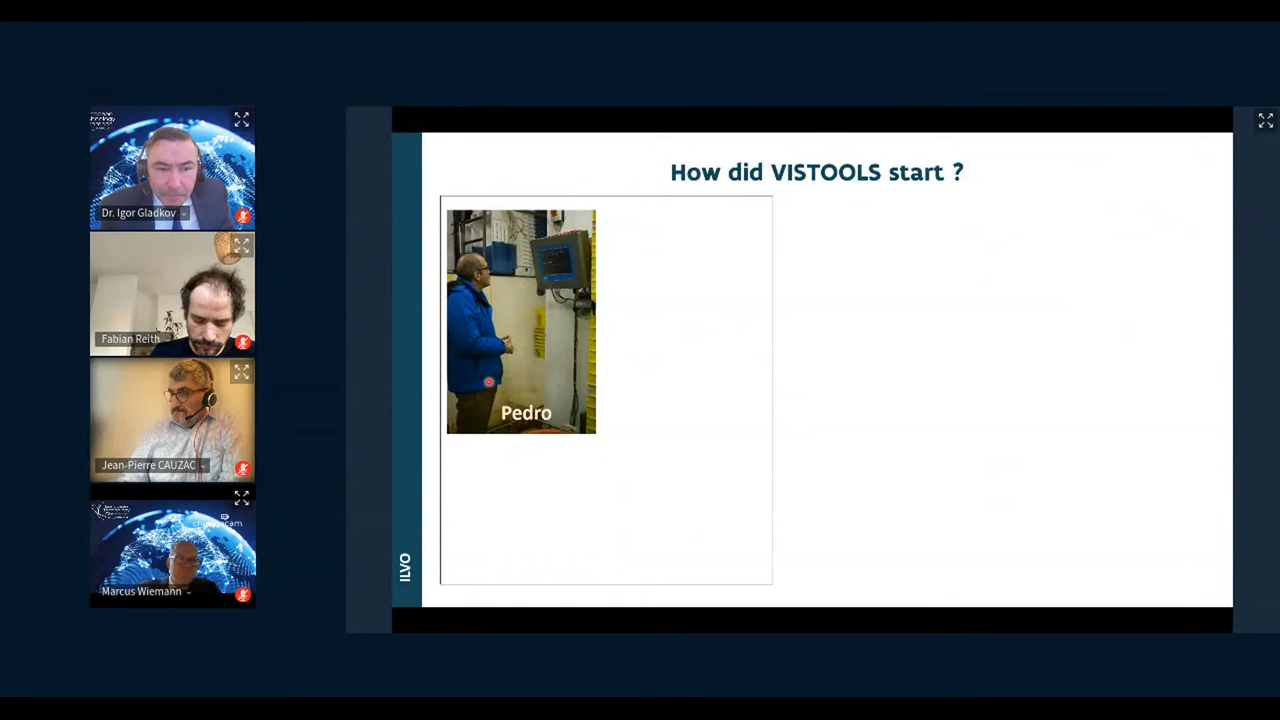 Dr. Igor Gladkov
Fabian Reith
Jean-Pierre CAUZAC
Marcus Wiemann
How did VISTOOLS start ?
Pedro
ILVO